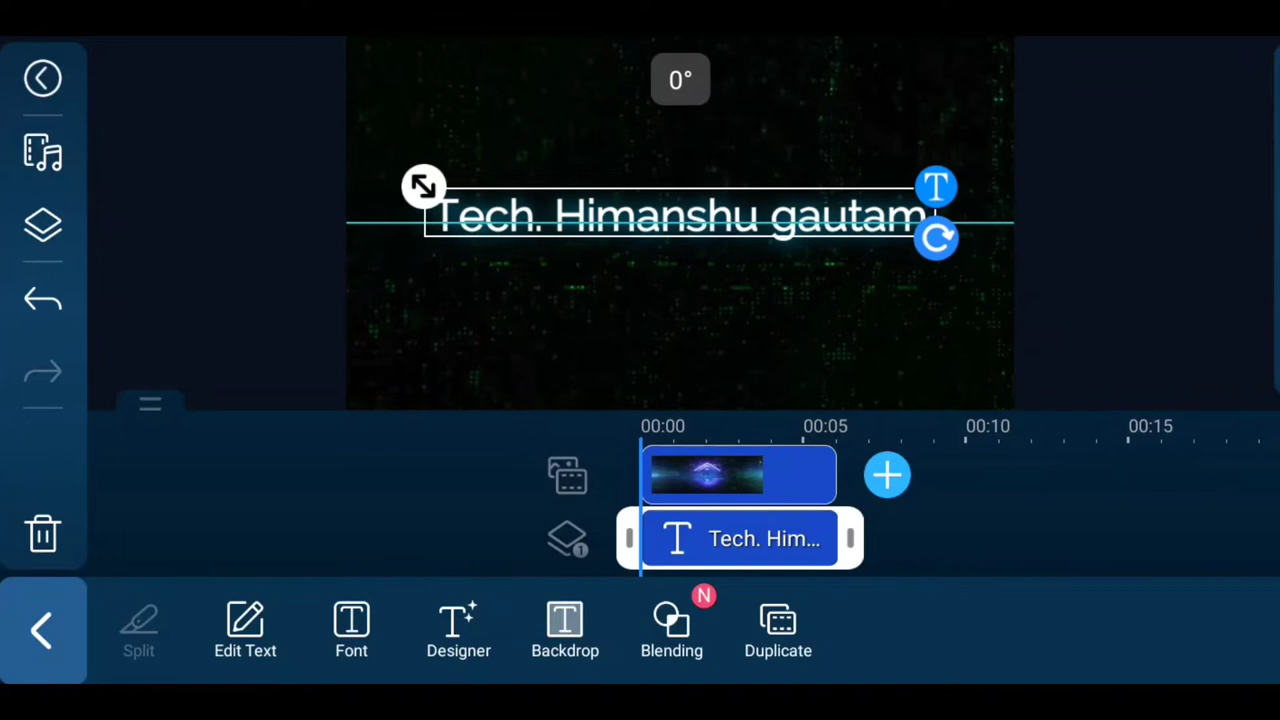 0°
T
Tech. Himanshu gautam
00:00 00:05 00:10 00:15
1
T Tech. Him...
N
Split Edit Text Font Designer Backdrop Blending Duplicate